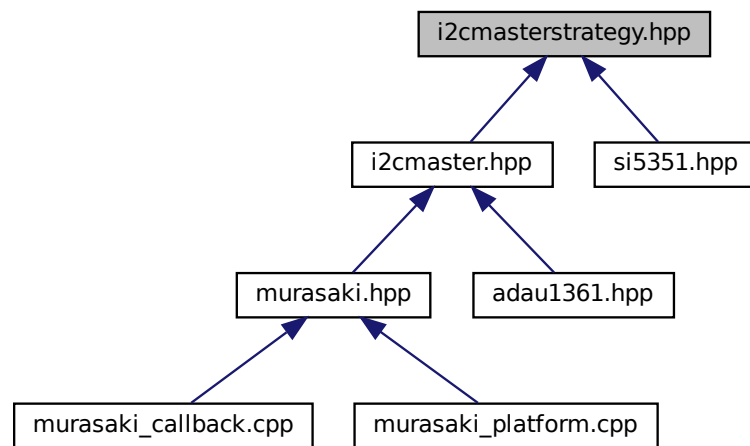 i2cmasterstrategy.hpp
i2cmaster.hpp
si5351.hpp
murasaki.hpp
adau1361.hpp
murasaki_callback.cpp
murasaki_platform.cpp